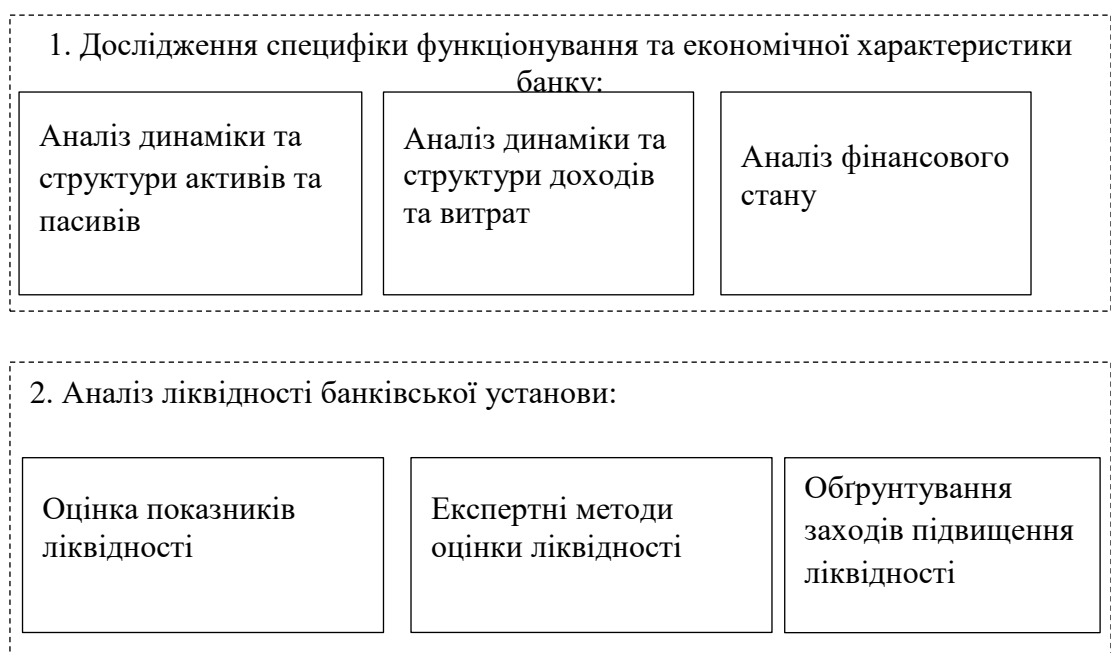 1. Дослідження специфіки функціонування та економічної характеристики
банку:
Аналіз динаміки та
структури активів та
пасивів
Аналіз динаміки та
структури доходів
та витрат
Аналіз фінансового
стану
2. Аналіз ліквідності банківської установи:
Оцінка показників
ліквідності
Експертні методи
оцінки ліквідності
Обґрунтування
заходів підвищення
ліквідності